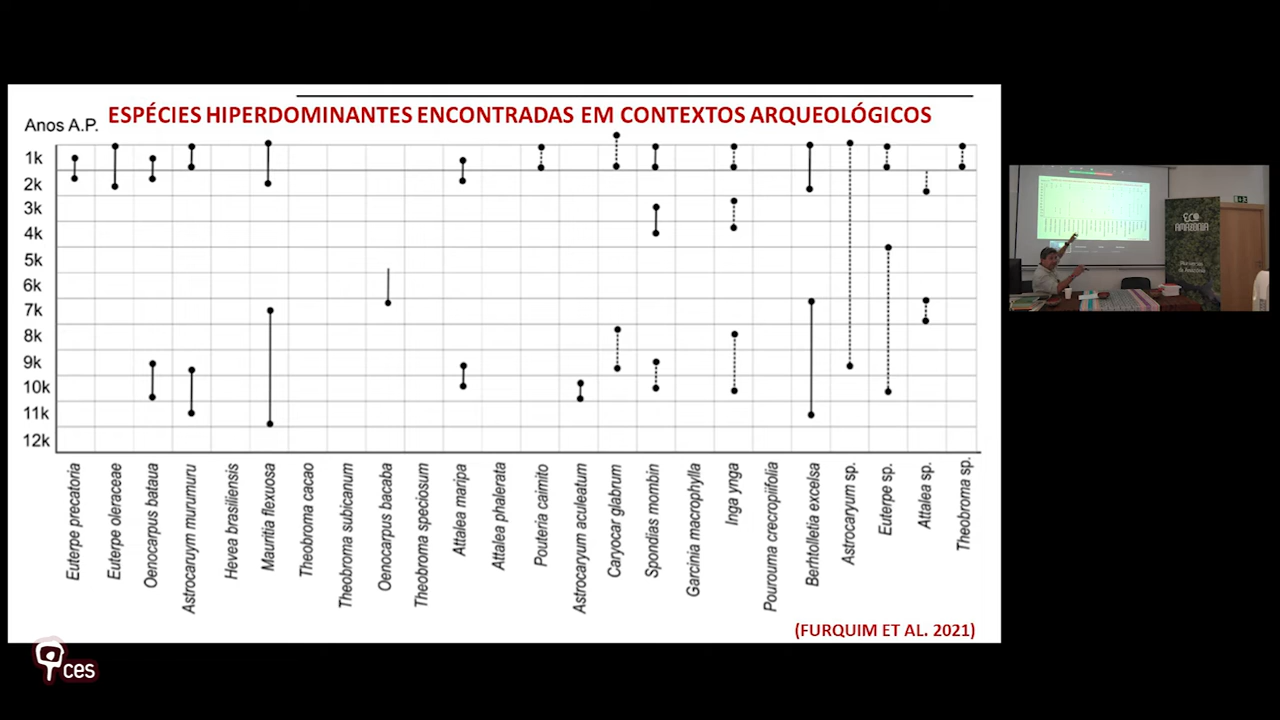 ESPÉCIES HIPERDOMINANTES ENCONTRADAS EM CONTEXTOS ARQUEOLÓGICOS
Anos A.P.
1k
2k
3k
4k
5k
6k
7k
8k
9k
10k
11k
12k
Euterpe precatoria
Euterpe oleraceae
Oenocarpus bataua
Astrocaruym murumuru
Hevea brasiliensis
Mauritia flexuosa
Theobroma cacao
Theobroma subicanum
Oenocarpus bacaba
Theobroma speciosum
Attalea maripa
Attalea phalerata
Pouteria caimito
Astrocaryum aculeatum
Caryocar glabrum
Spondias mombin
Garcinia macrophylla
Inga ynga
Pourouma crecropiifolia
Berhtolletia excelsa
Astrocaryum sp.
Euterpe sp.
Attalea sp.
Theobroma sp.
(FURQUIM ET AL. 2021)
ECO
AMAZONIA
ces